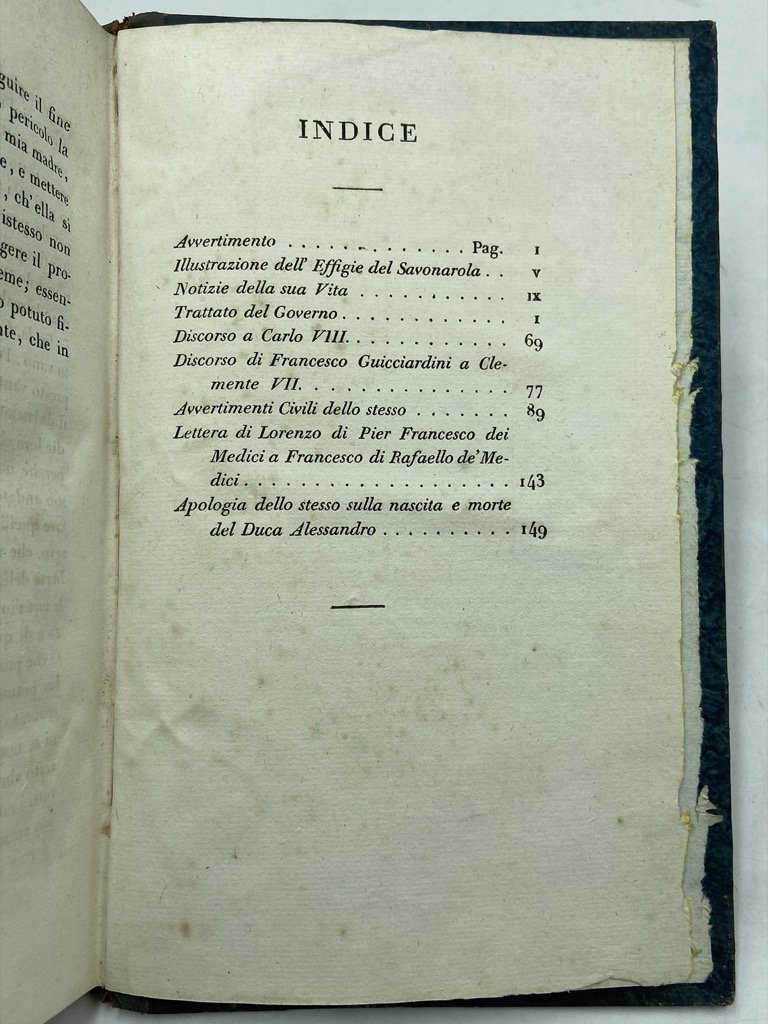 guire il fine
pericolo la
mia madre,
e, e mettere
, ch'ella si
istesso non
gere il pro-
eme; essen-
o potuto fi-
nte, che in
INDICE
Avvertimento . . . . . . . . . . . . . Pag. I
Illustrazione dell' Effigie del Savonarola . . V
Notizie della sua Vita . . . . . . . . . . . IX
Trattato del Governo . . . . . . . . . . . . I
Discorso a Carlo VIII. . . . . . . . . . . . 69
Discorso di Francesco Guicciardini a Cle-
mente VII. . . . . . . . . . . . . . . 77
Avvertimenti Civili dello stesso . . . . . . . 89
Lettera di Lorenzo di Pier Francesco dei
Medici a Francesco di Rafaello de' Me-
dici . . . . . . . . . . . . . . . . . . 143
Apologia dello stesso sulla nascita e morte
del Duca Alessandro . . . . . . . . . . 149